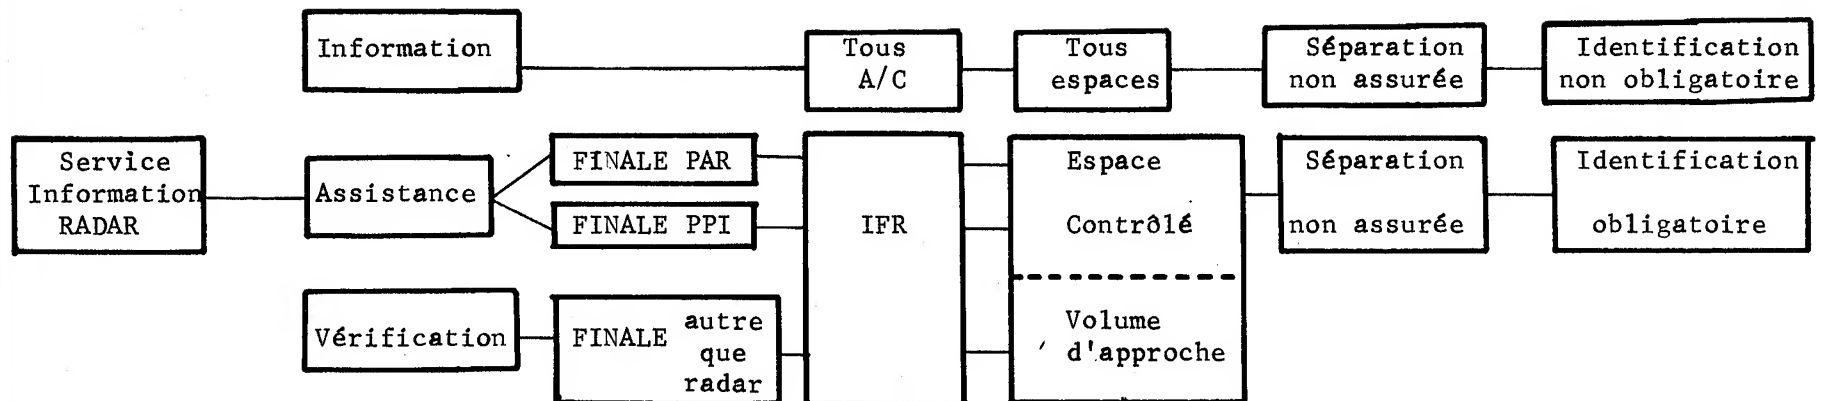 Information
Tous
A/C
Tous
espaces
Séparation
non assurée
Identification
non obligatoire
Service
Information
RADAR
Assistance
FINALE PAR
FINALE PPI
IFR
Espace
Contrôlé
Séparation
non assurée
Identification
obligatoire
Vérification
FINALE
autre
que
radar
Volume
d'approche